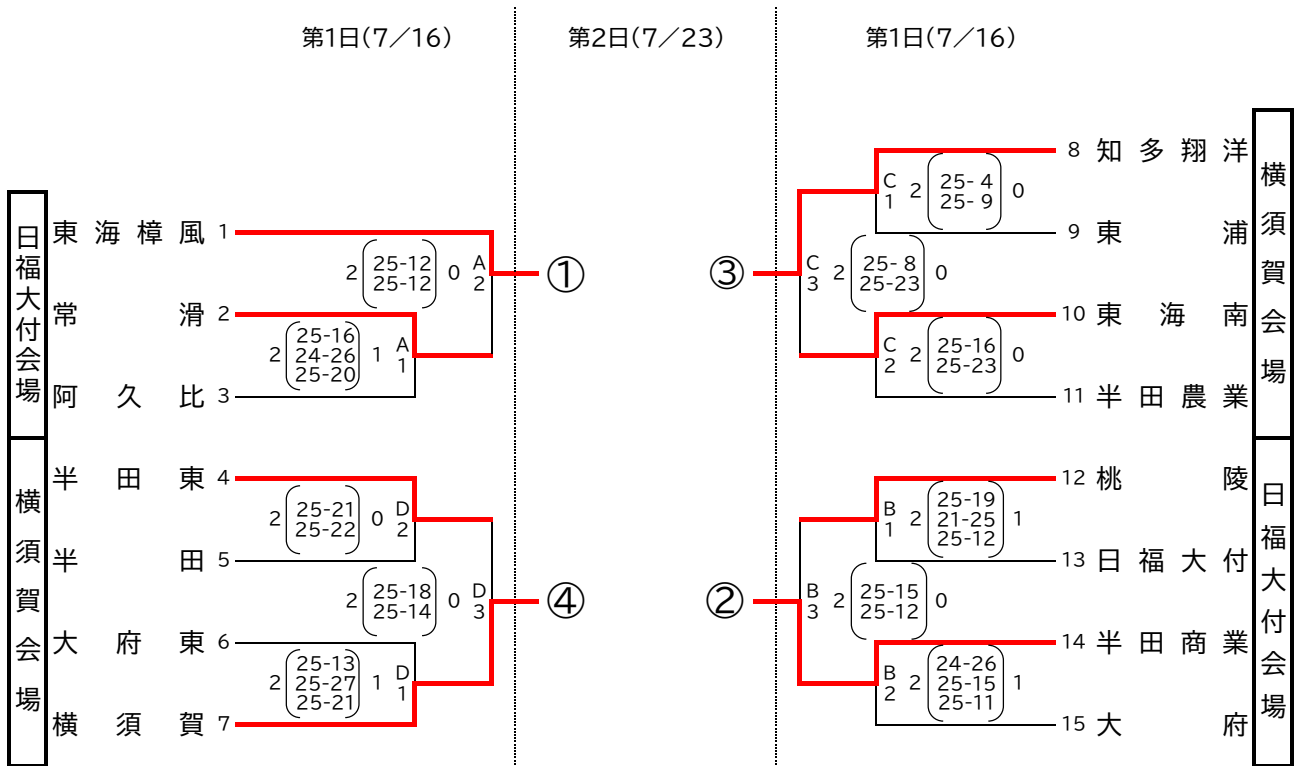 第1日(7／16)
第2日(7／23)
第1日(7／16)
日福大付会場
東海樟風 1
常滑 2
阿久比 3
2 25-12 0 A
25-12 2
①
25-16
2 24-26 1 A
25-20 1
横須賀会場
半田東 4
半田 5
大府東 6
横須賀 7
2 25-21 0 D
25-22 2
2 25-18 0 D
25-14 3
④
25-13
2 25-27 1 D
25-21 1
横須賀会場
8 知多翔洋
9 東浦
10 東海南
11 半田農業
C 2 25- 4 0
1 25- 9
③
C 2 25- 8 0
3 25-23
C 2 25-16 0
2 25-23
日福大付会場
12 桃陵
13 日福大付
14 半田商業
15 大府
25-19
B 2 21-25 1
1 25-12
②
B 2 25-15 0
3 25-12
24-26
B 2 25-15 1
2 25-11